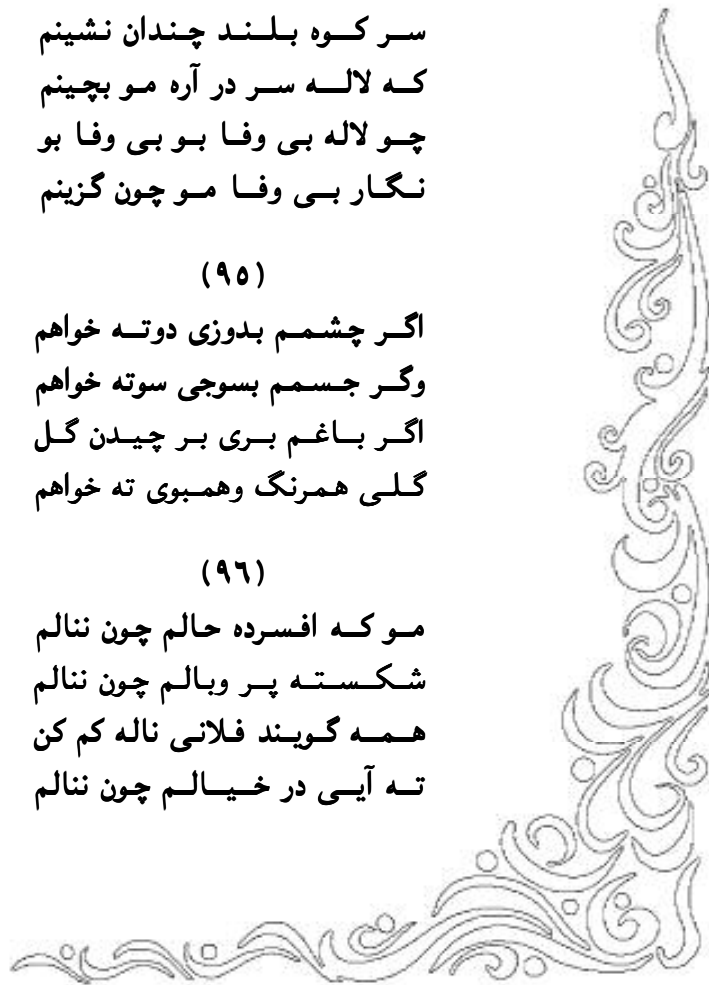 سر کوه بلند چندان نشینم
که لاله سر در آره مو بچینم
چو لاله بی وفا بو بی وفا بو
نگار بی وفا مو چون گزینم
(٩٥)
اگر چشمم بدوزی دوته خواهم
وگر جسمم بسوجی سوته خواهم
اگر باغم بری بر چیدن گل
گلی همرنگ وهمبوی ته خواهم
(٩٦)
مو که افسرده حالم چون ننالم
شکسته پر وبالم چون ننالم
همه گویند فلانی ناله کم کن
ته آیی در خیالم چون ننالم